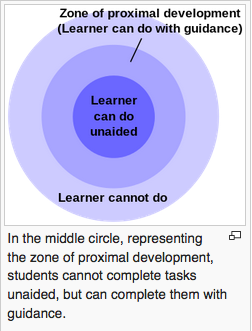 Zone of proximal development
(Learner can do with guidance)
Learner
can do
unaided
Learner cannot do
In the middle circle, representing
the zone of proximal development,
students cannot complete tasks
unaided, but can complete them with
guidance.